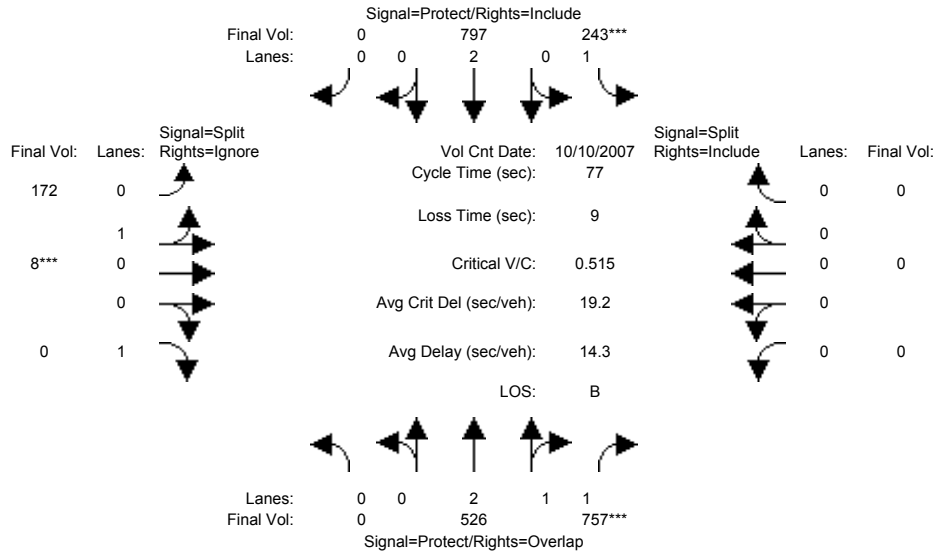 Signal=Protect/Rights=Include
Final Vol: 0 797 243***
Lanes: 0 0 2 0 1
Signal=Split Signal=Split
Final Vol: Lanes: Rights=Ignore Vol Cnt Date: 10/10/2007 Rights=Include Lanes: Final Vol:
Cycle Time (sec): 77
172 0 0 0
Loss Time (sec): 9
1 0
8*** 0 Critical V/C: 0.515 0 0
0 Avg Crit Del (sec/veh): 19.2 0
0 1 Avg Delay (sec/veh): 14.3 0 0
LOS: B
Lanes: 0 0 2 1 1
Final Vol: 0 526 757***
Signal=Protect/Rights=Overlap